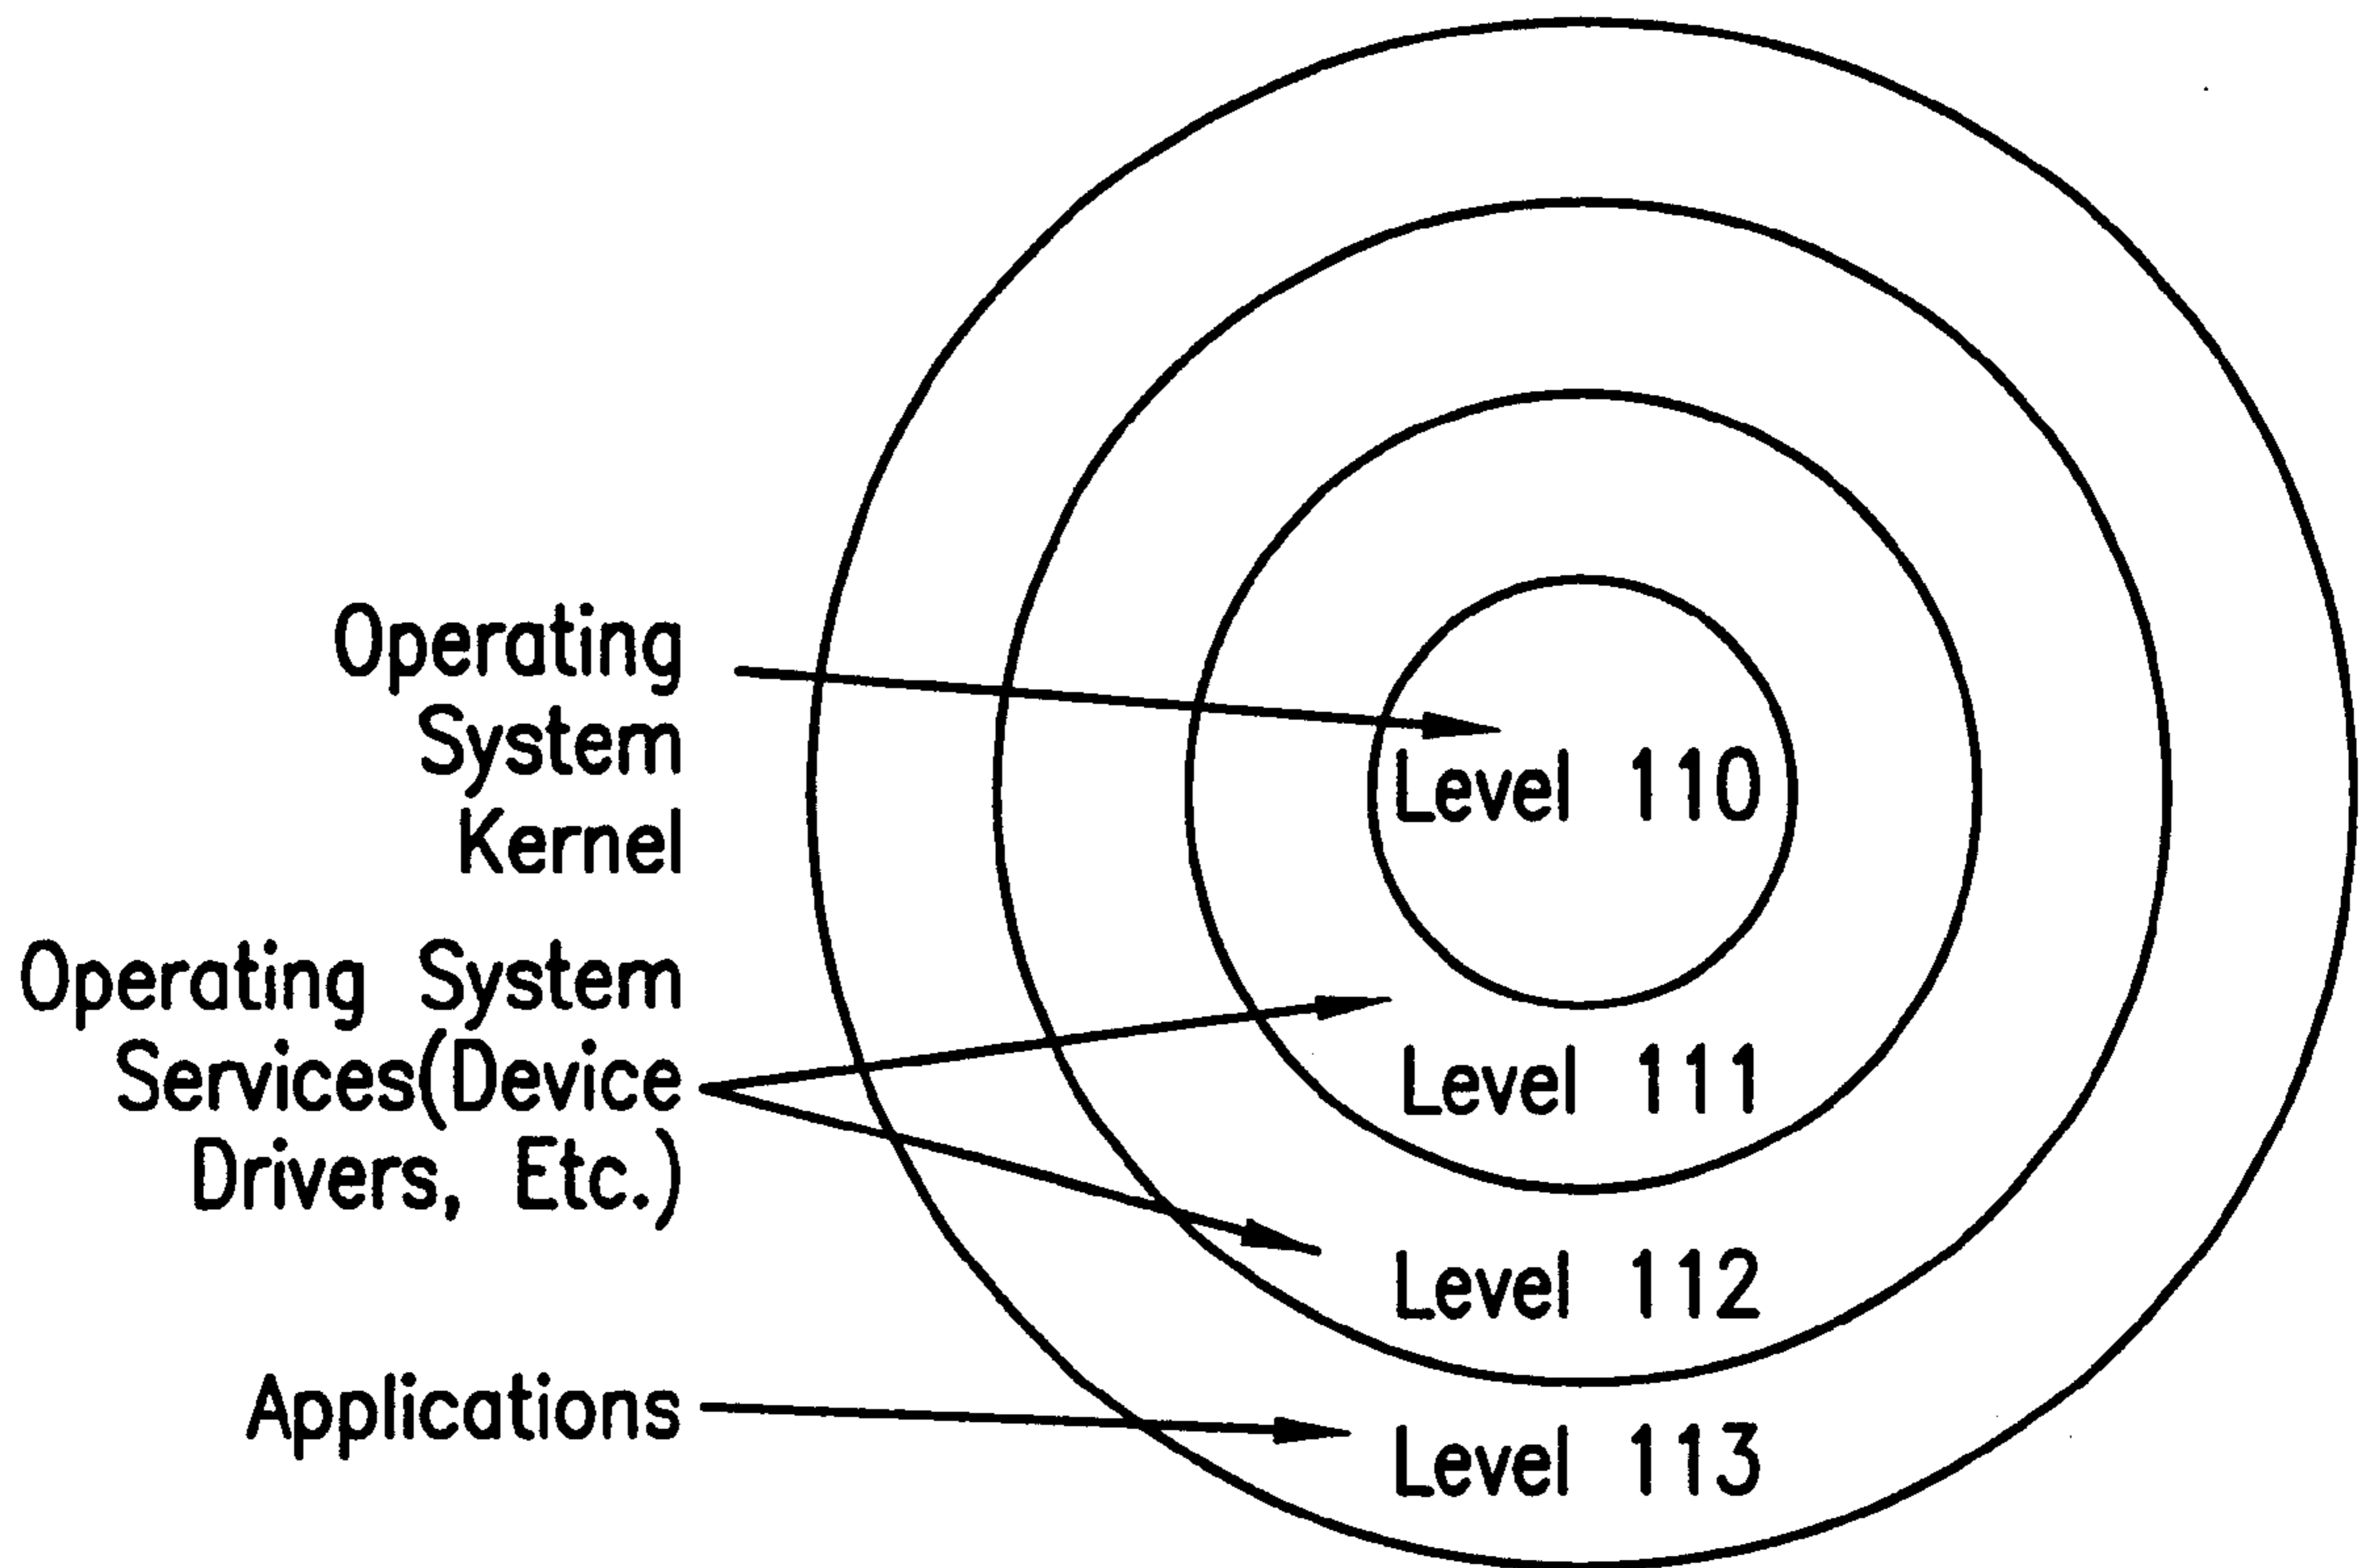 Operating
System
Kernel
Level 110
Operating System
Services(Device
Drivers, Etc.)
Level 111
Level 112
Applications
Level 113